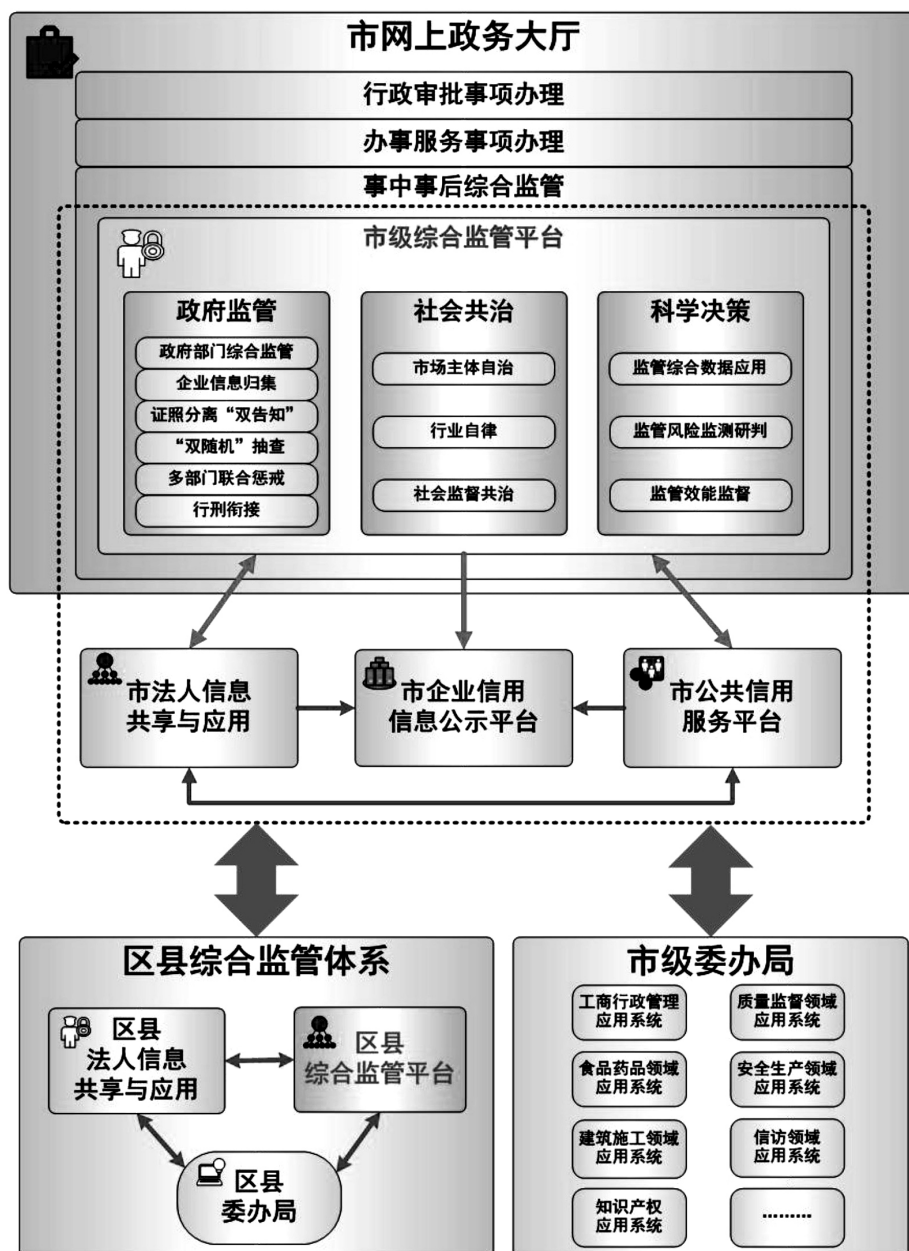 市网上政务大厅
行政审批事项办理
办事服务事项办理
事中事后综合监管
市级综合监管平台
政府监管
政府部门综合监管
企业信息归集
证照分离“双告知”
“双随机”抽查
多部门联合惩戒
行刑衔接
社会共治
市场主体自治
行业自律
社会监督共治
科学决策
监管综合数据应用
监管风险监测研判
监管效能监督
市法人信息
共享与应用
市企业信用
信息公示平台
市公共信用
服务平台
区县综合监管体系
区县
法人信息
共享与应用
区县
综合监管平台
区县
委办局
市级委办局
工商行政管理
应用系统
质量监督领域
应用系统
食品药品领域
应用系统
安全生产领域
应用系统
建筑施工领域
应用系统
信访领域
应用系统
知识产权
应用系统
………